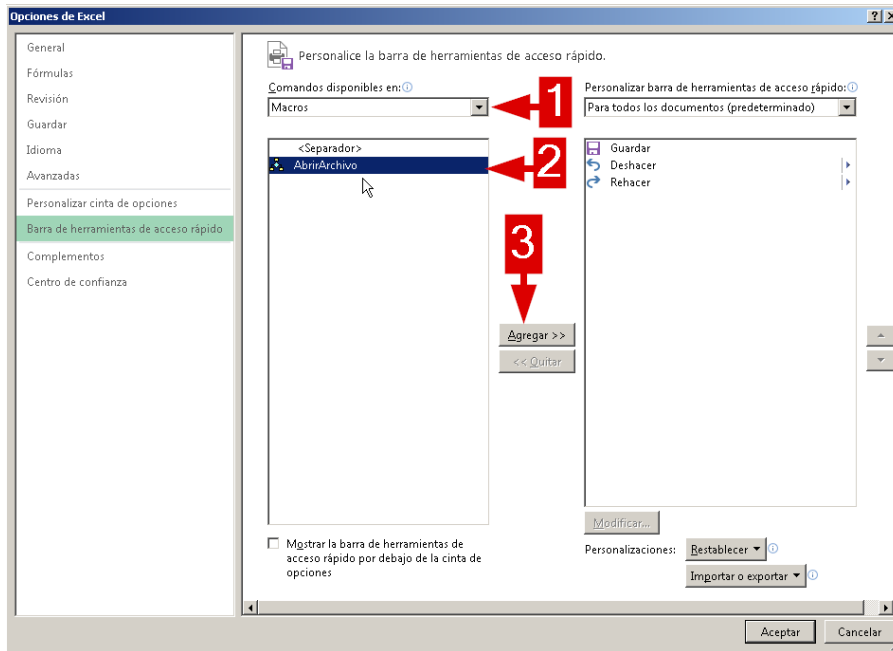 Opciones de Excel
General
Fórmulas
Revisión
Guardar
Idioma
Avanzadas
Personalizar cinta de opciones
Barra de herramientas de acceso rápido
Complementos
Centro de confianza
Personalice la barra de herramientas de acceso rápido.
Comandos disponibles en:
Macros
1
<Separador>
AbrirArchivo
2
3
Agregar >>
<< Quitar
Mostrar la barra de herramientas de
acceso rápido por debajo de la cinta de
opciones
Personalizar barra de herramientas de acceso rápido:
Para todos los documentos (predeterminado)
Guardar
Deshacer
Rehacer
Modificar...
Personalizaciones:
Restablecer
Importar o exportar
Aceptar
Cancelar